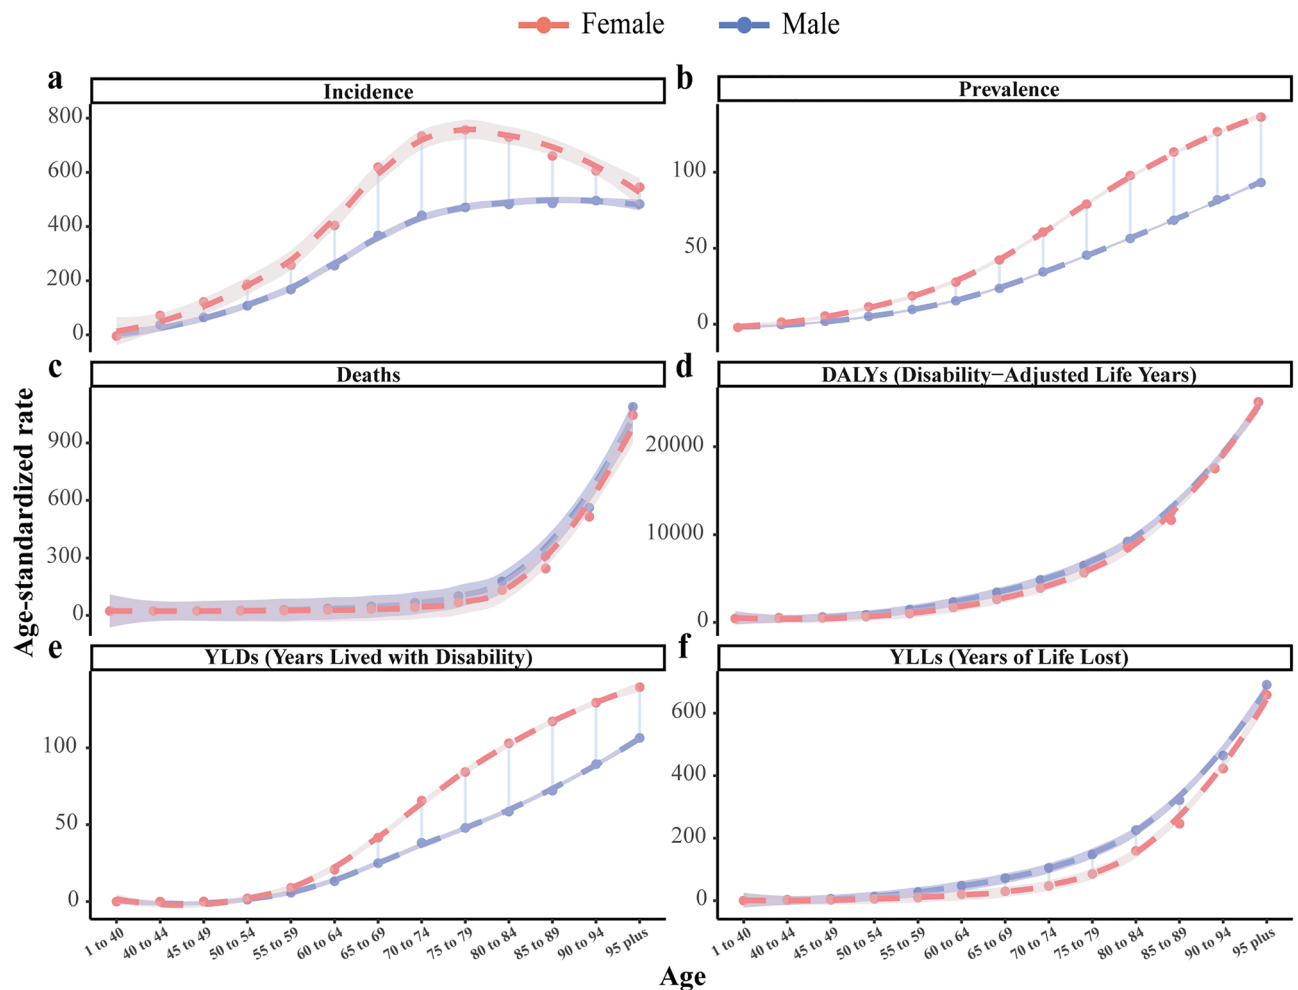 Female Male
a
Incidence
800
600
400
200
0
b
Prevalence
100
50
0
Age-standardized rate
c
Deaths
900
600
300
0
d
DALYs (Disability−Adjusted Life Years)
20000
10000
0
e
YLDs (Years Lived with Disability)
100
50
0
1 to 40 40 to 44 45 to 49 50 to 54 55 to 59 60 to 64 65 to 69 70 to 74 75 to 79 80 to 84 85 to 89 90 to 94 95 plus
f
YLLs (Years of Life Lost)
600
400
200
0
1 to 40 40 to 44 45 to 49 50 to 54 55 to 59 60 to 64 65 to 69 70 to 74 75 to 79 80 to 84 85 to 89 90 to 94 95 plus
Age